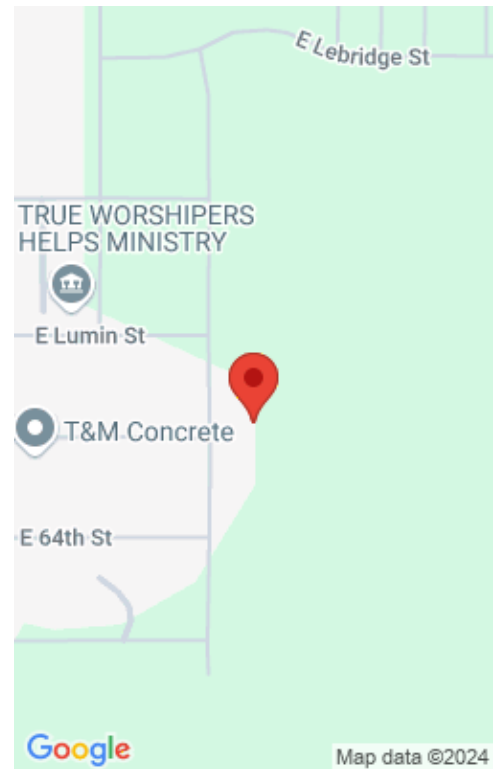 E Lebridge St
TRUE WORSHIPERS
HELPS MINISTRY
E Lumin St
T&M Concrete
E 64th St
Google
Map data ©2024